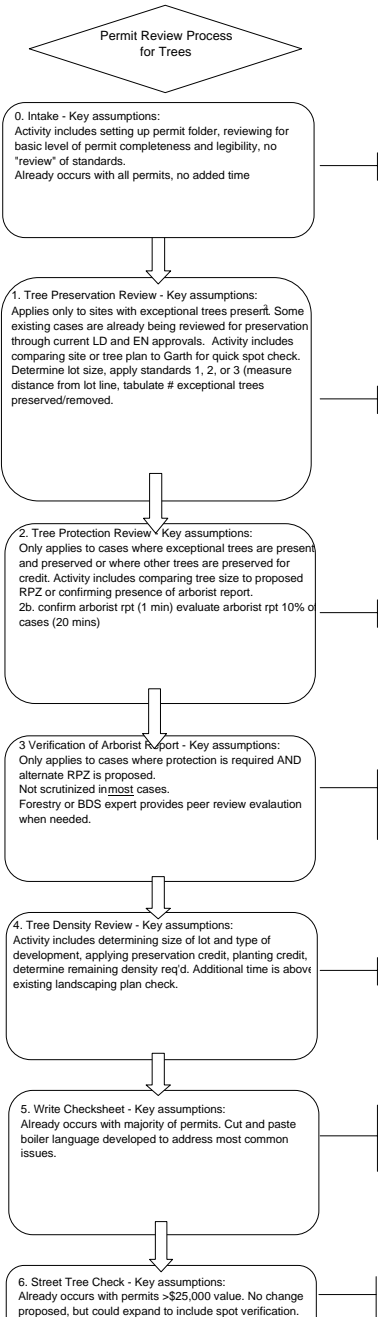 Permit Review Process
for Trees
0. Intake - Key assumptions:
Activity includes setting up permit folder, reviewing for
basic level of permit completeness and legibility, no
"review" of standards.
Already occurs with all permits, no added time
1. Tree Preservation Review - Key assumptions:
Applies only to sites with exceptional trees present. Some
existing cases are already being reviewed for preservation
through current LD and EN approvals. Activity includes
comparing site or tree plan to Garth for quick spot check.
Determine lot size, apply standards 1, 2, or 3 (measure
distance from lot line, tabulate # exceptional trees
preserved/removed.
2. Tree Protection Review - Key assumptions:
Only applies to cases where exceptional trees are present
and preserved or where other trees are preserved for
credit. Activity includes comparing tree size to proposed
RPZ or confirming presence of arborist report.
2b. confirm arborist rpt (1 min) evaluate arborist rpt 10% of
cases (20 mins)
3 Verification of Arborist Report - Key assumptions:
Only applies to cases where protection is required AND
alternate RPZ is proposed.
Not scrutinized in most cases.
Forestry or BDS expert provides peer review evalaution
when needed.
4. Tree Density Review - Key assumptions:
Activity includes determining size of lot and type of
development, applying preservation credit, planting credit,
determine remaining density req'd. Additional time is above
existing landscaping plan check.
5. Write Checksheet - Key assumptions:
Already occurs with majority of permits. Cut and paste
boiler language developed to address most common
issues.
6. Street Tree Check - Key assumptions:
Already occurs with permits >$25,000 value. No change
proposed, but could expand to include spot verification.